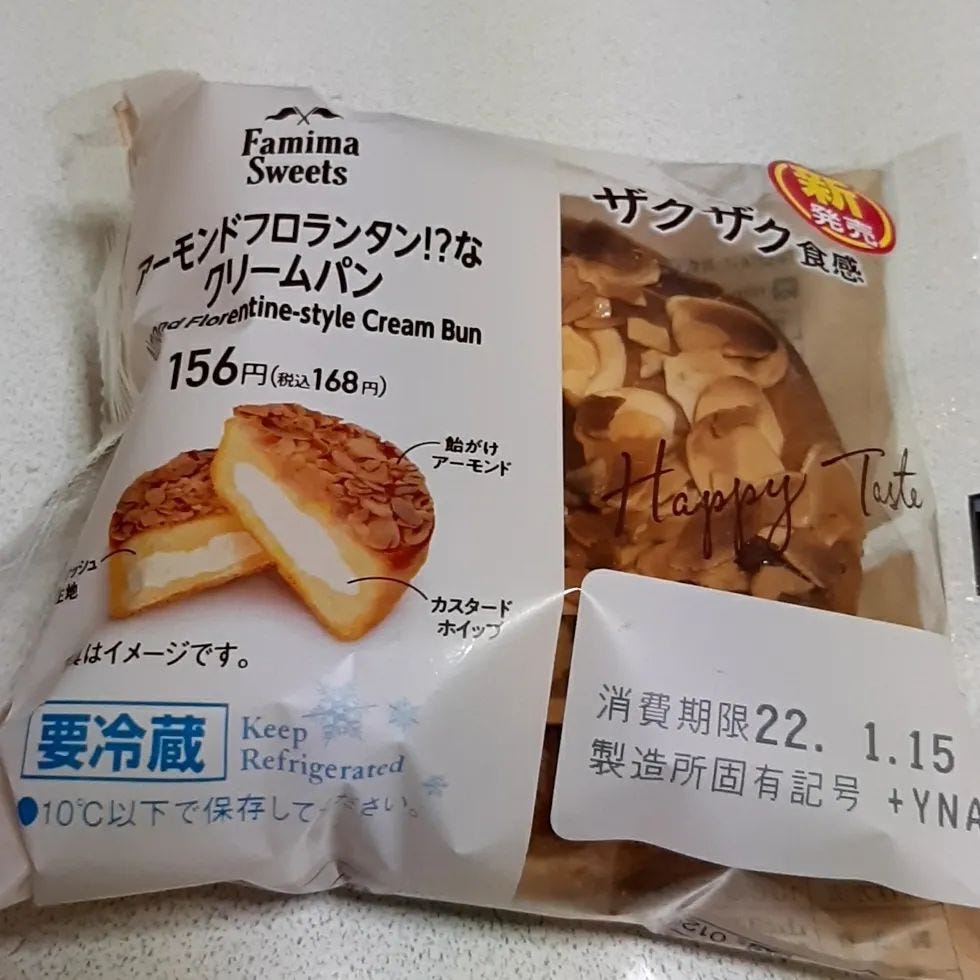 Famima
Sweets
アーモンドフロランタン!?な
クリームパン
Florentine-style Cream Bun
156円(税込168円)
飴がけ
アーモンド
カスタード
ホイップ
はイメージです。
要冷蔵
Keep
Refrigerated
●10℃以下で保存してください。
新
発売
ザクザク食感
Happy Taste
消費期限22. 1.15
製造所固有記号 +YNA